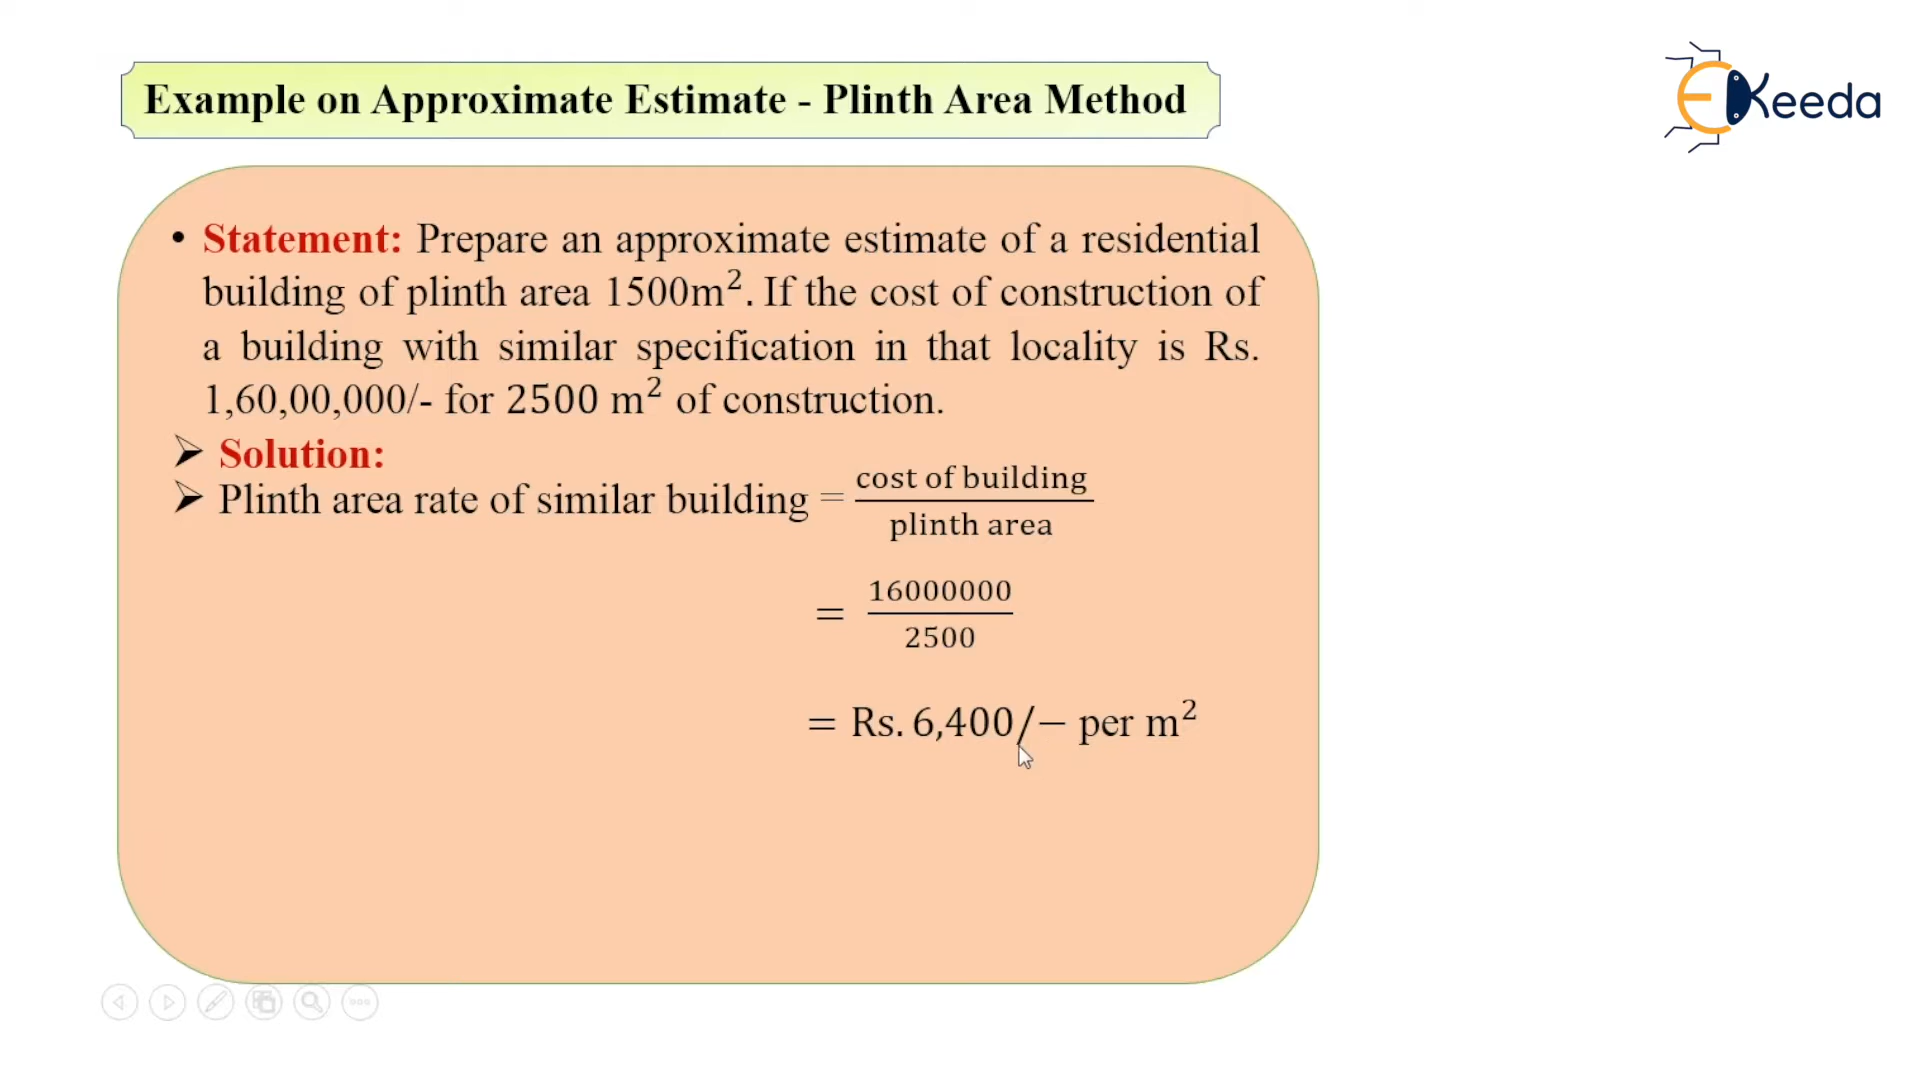 Example on Approximate Estimate - Plinth Area Method
EKeeda
• Statement: Prepare an approximate estimate of a residential
building of plinth area 1500m². If the cost of construction of
a building with similar specification in that locality is Rs.
1,60,00,000/- for 2500 m² of construction.
➢ Solution:
➢ Plinth area rate of similar building = cost of building
plinth area
= 16000000
2500
= Rs. 6,400/− per m²